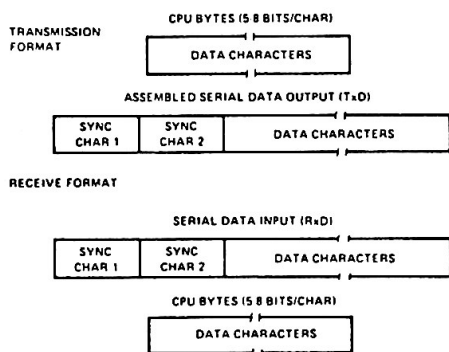 TRANSMISSION
FORMAT
CPU BYTES (5 8 BITS/CHAR)
DATA CHARACTERS
ASSEMBLED SERIAL DATA OUTPUT (TxD)
SYNC
CHAR 1
SYNC
CHAR 2
DATA CHARACTERS
RECEIVE FORMAT
SERIAL DATA INPUT (RxD)
SYNC
CHAR 1
SYNC
CHAR 2
DATA CHARACTERS
CPU BYTES (5 8 BITS/CHAR)
DATA CHARACTERS